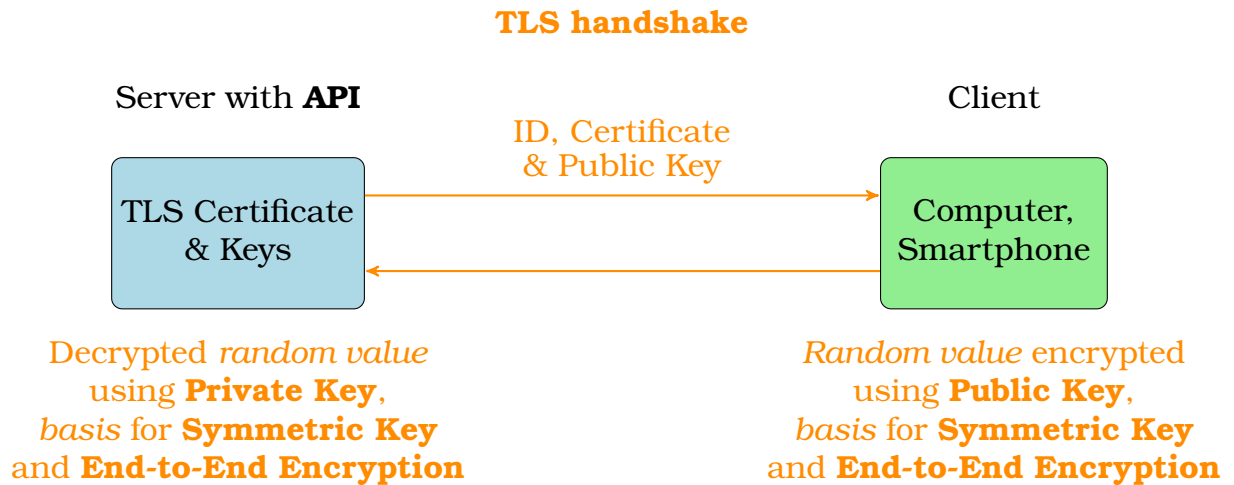 TLS handshake
Server with API
Client
ID, Certificate
& Public Key
TLS Certificate
& Keys
Computer,
Smartphone
Decrypted random value
using Private Key,
basis for Symmetric Key
and End-to-End Encryption
Random value encrypted
using Public Key,
basis for Symmetric Key
and End-to-End Encryption